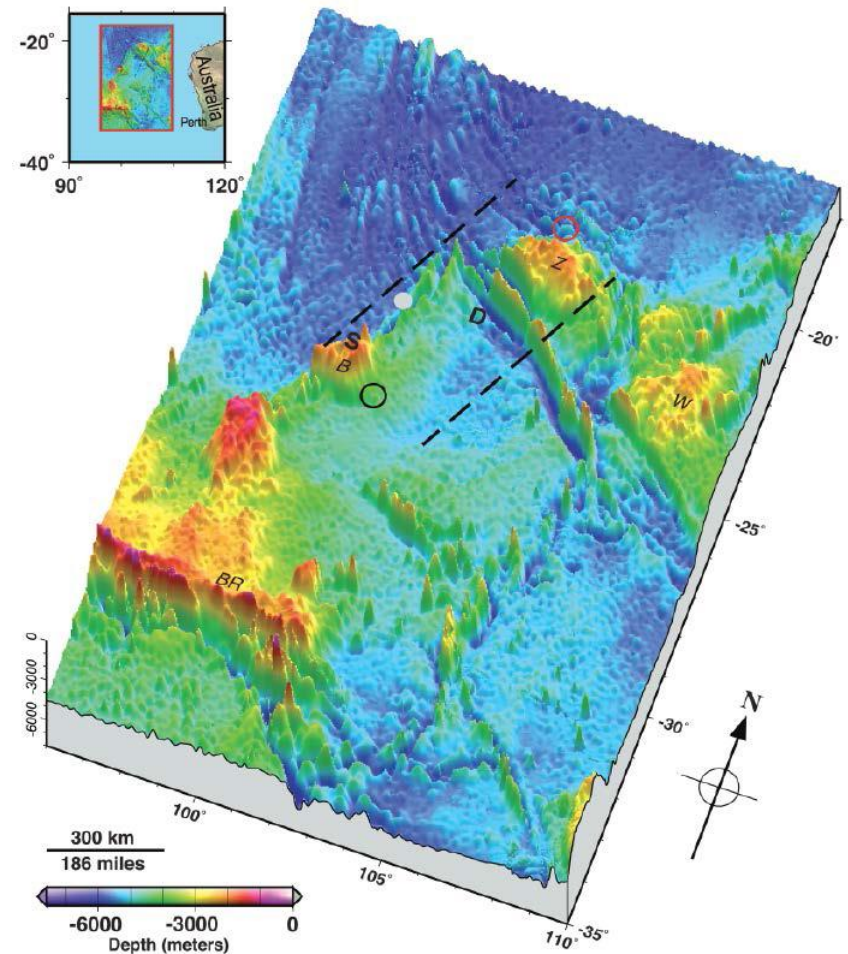 -20°
Australia
Perth
-40°
90°
120°
Z
D
S
B
W
-20°
-25°
BR
0
-3000
-6000
-30°
N
100°
300 km
186 miles
105°
110°
-35°
-6000
-3000
0
Depth (meters)